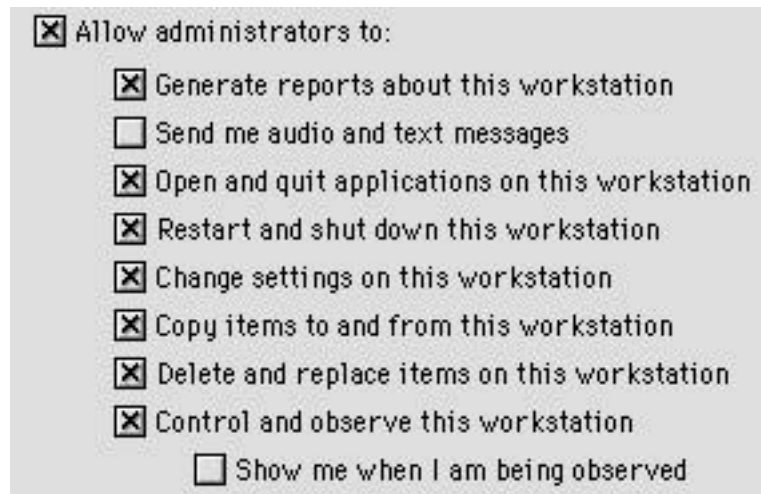 Allow administrators to:
Generate reports about this workstation
Send me audio and text messages
Open and quit applications on this workstation
Restart and shut down this workstation
Change settings on this workstation
Copy items to and from this workstation
Delete and replace items on this workstation
Control and observe this workstation
Show me when I am being observed